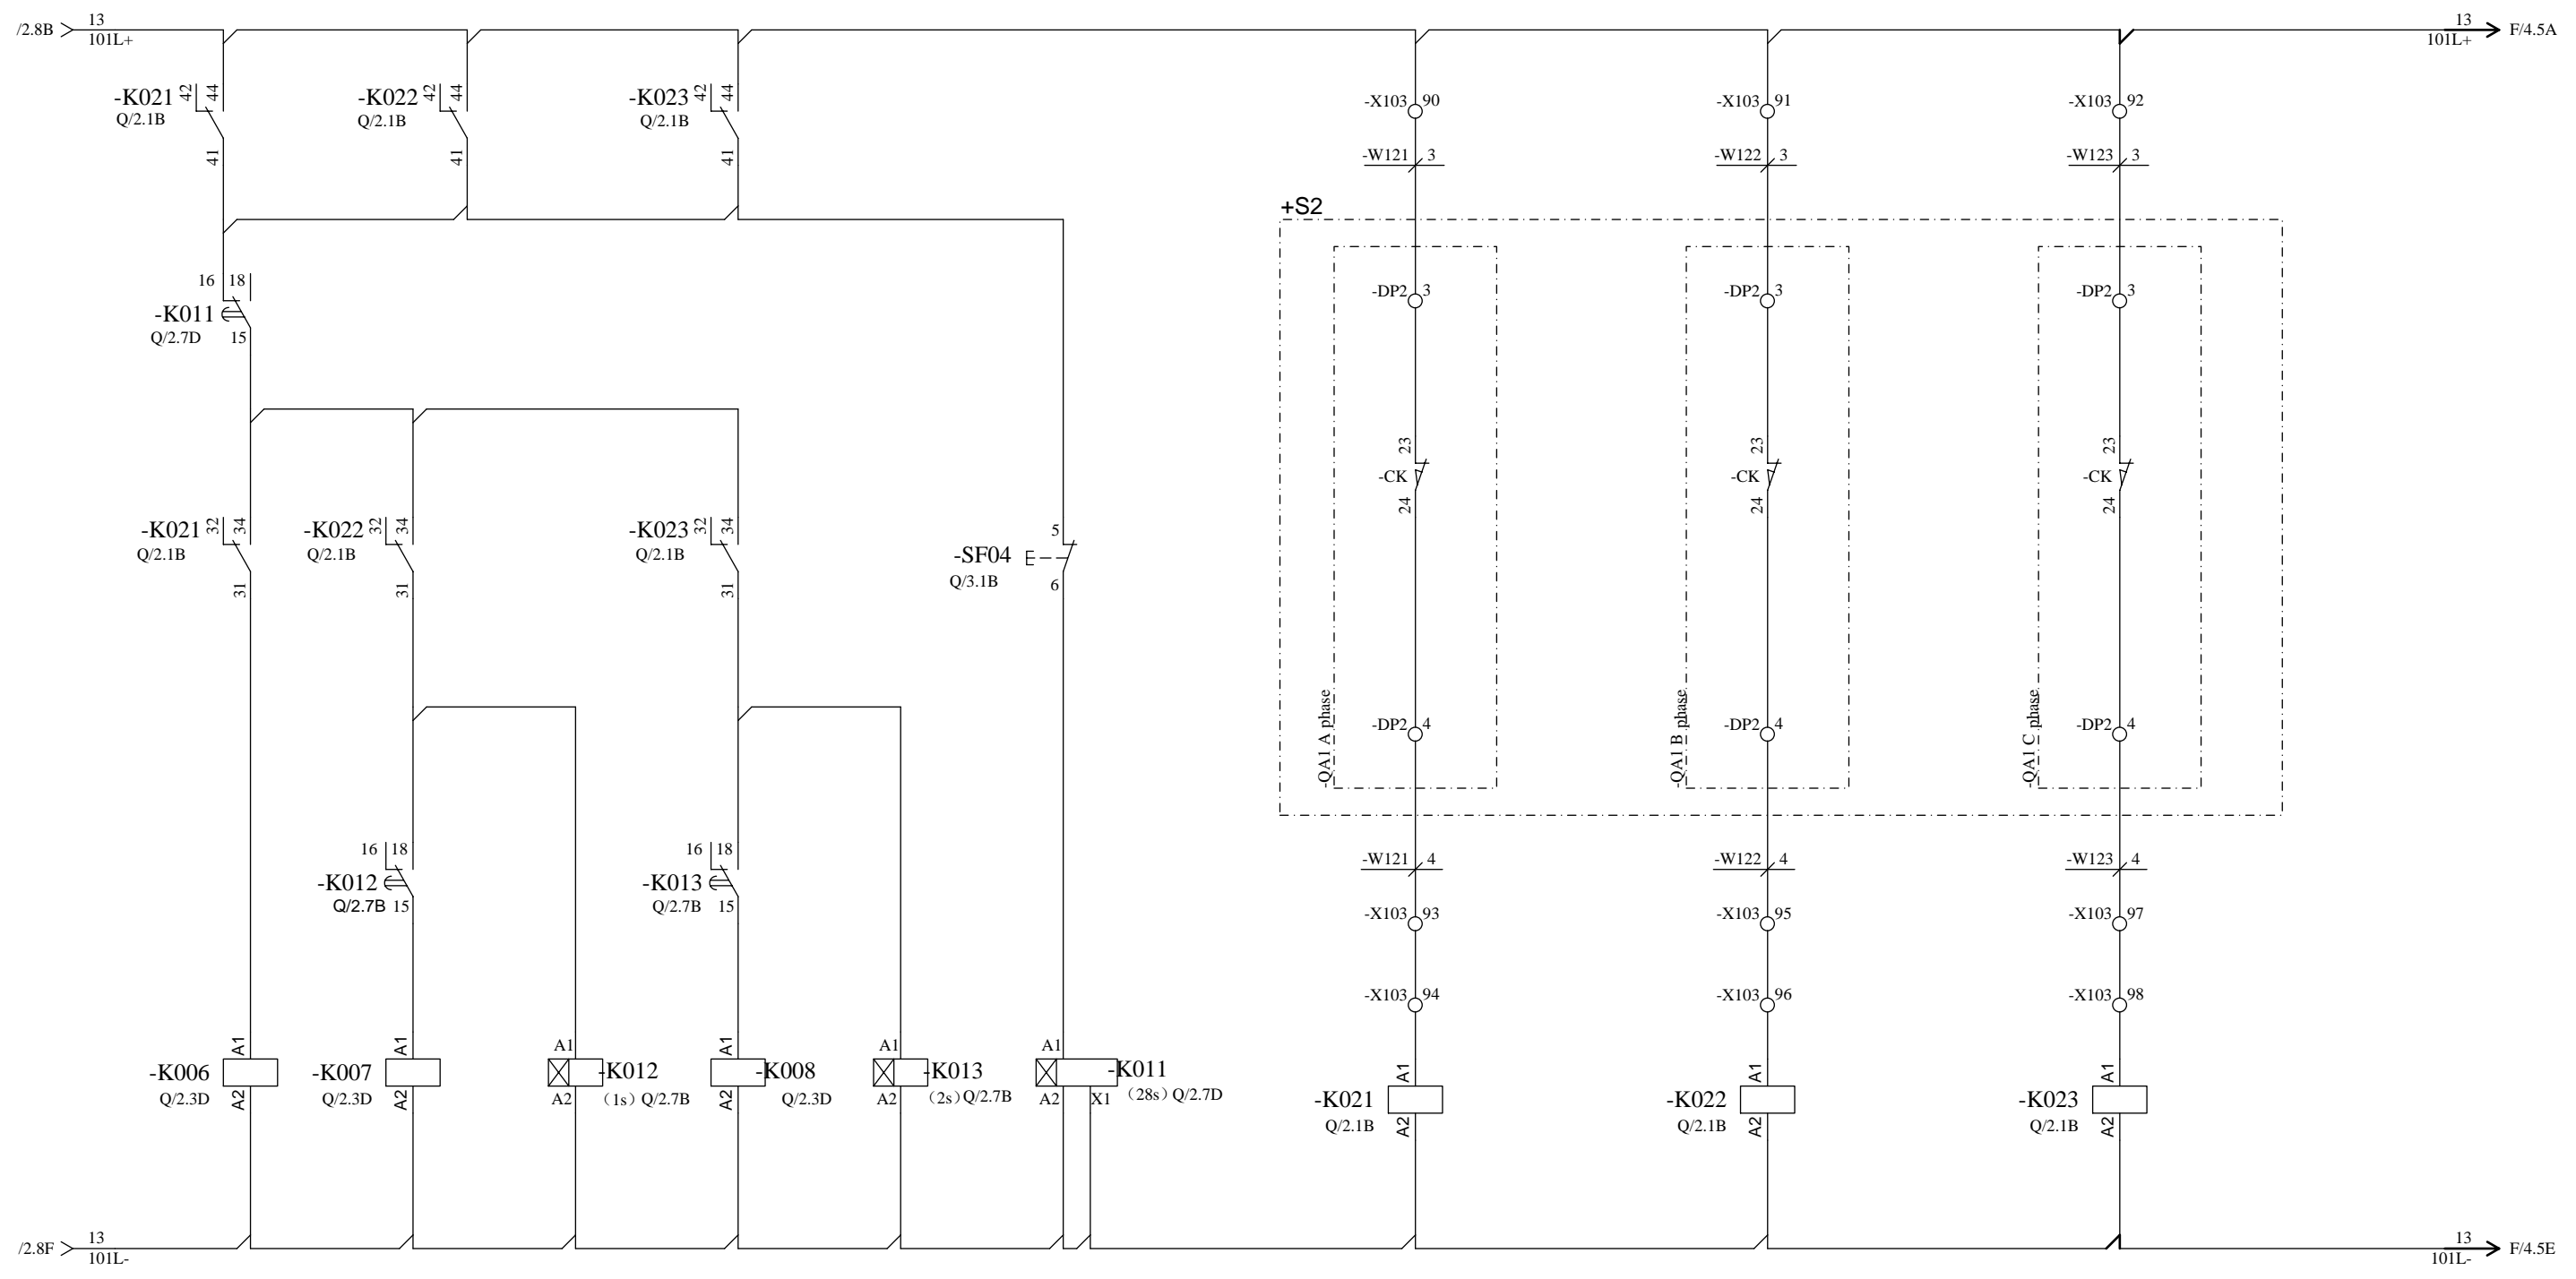 /2.8B
13
101L+
13
101L+
F/4.5A
-K021
42
44
Q/2.1B
41
-K022
42
44
Q/2.1B
41
-K023
42
44
Q/2.1B
41
-X103
90
-X103
91
-X103
92
-W121
3
-W122
3
-W123
3
+S2
16
18
-K011
Q/2.7D
15
-DP2
3
-DP2
3
-DP2
3
23
-CK
24
23
-CK
24
23
-CK
24
-K021
32
34
Q/2.1B
31
-K022
32
34
Q/2.1B
31
-K023
32
34
Q/2.1B
31
5
-SF04
Q/3.1B
6
-QA1 A phase
-DP2
4
-QA1 B phase
-DP2
4
-QA1 C phase
-DP2
4
16
18
-K012
Q/2.7B
15
16
18
-K013
Q/2.7B
15
-W121
4
-W122
4
-W123
4
-X103
93
-X103
95
-X103
97
-X103
94
-X103
96
-X103
98
A1
-K006
Q/2.3D
A2
A1
-K007
Q/2.3D
A2
A1
-K012
A2
（1s）Q/2.7B
A1
-K008
Q/2.3D
A2
A1
-K013
A2
（2s）Q/2.7B
A1
-K011
A2
X1
（28s）Q/2.7D
A1
-K021
Q/2.1B
A2
A1
-K022
Q/2.1B
A2
A1
-K023
Q/2.1B
A2
/2.8F
13
101L-
13
101L-
F/4.5E